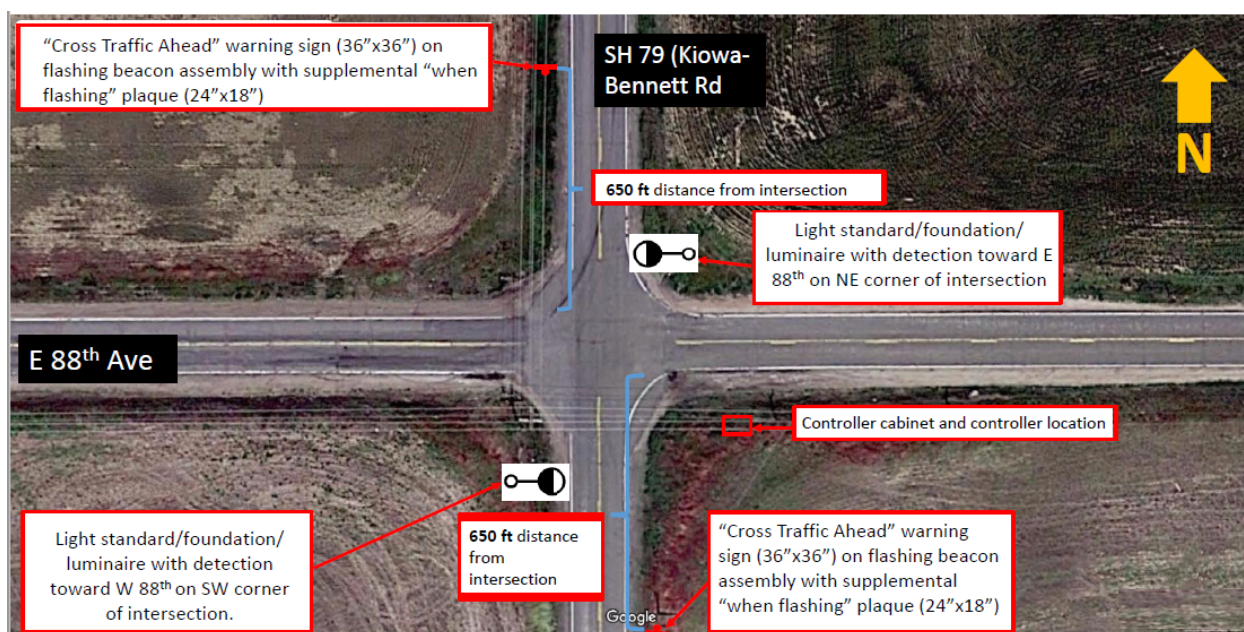 “Cross Traffic Ahead” warning sign (36”x36”) on
flashing beacon assembly with supplemental “when
flashing” plaque (24”x18”)
SH 79 (Kiowa-
Bennett Rd
N
650 ft distance from intersection
Light standard/foundation/
luminaire with detection toward E
88th on NE corner of intersection
E 88th Ave
Controller cabinet and controller location
Light standard/foundation/
luminaire with detection
toward W 88th on SW corner
of intersection.
650 ft distance
from
intersection
“Cross Traffic Ahead” warning
sign (36”x36”) on flashing beacon
assembly with supplemental
“when flashing” plaque (24”x18”)
Google